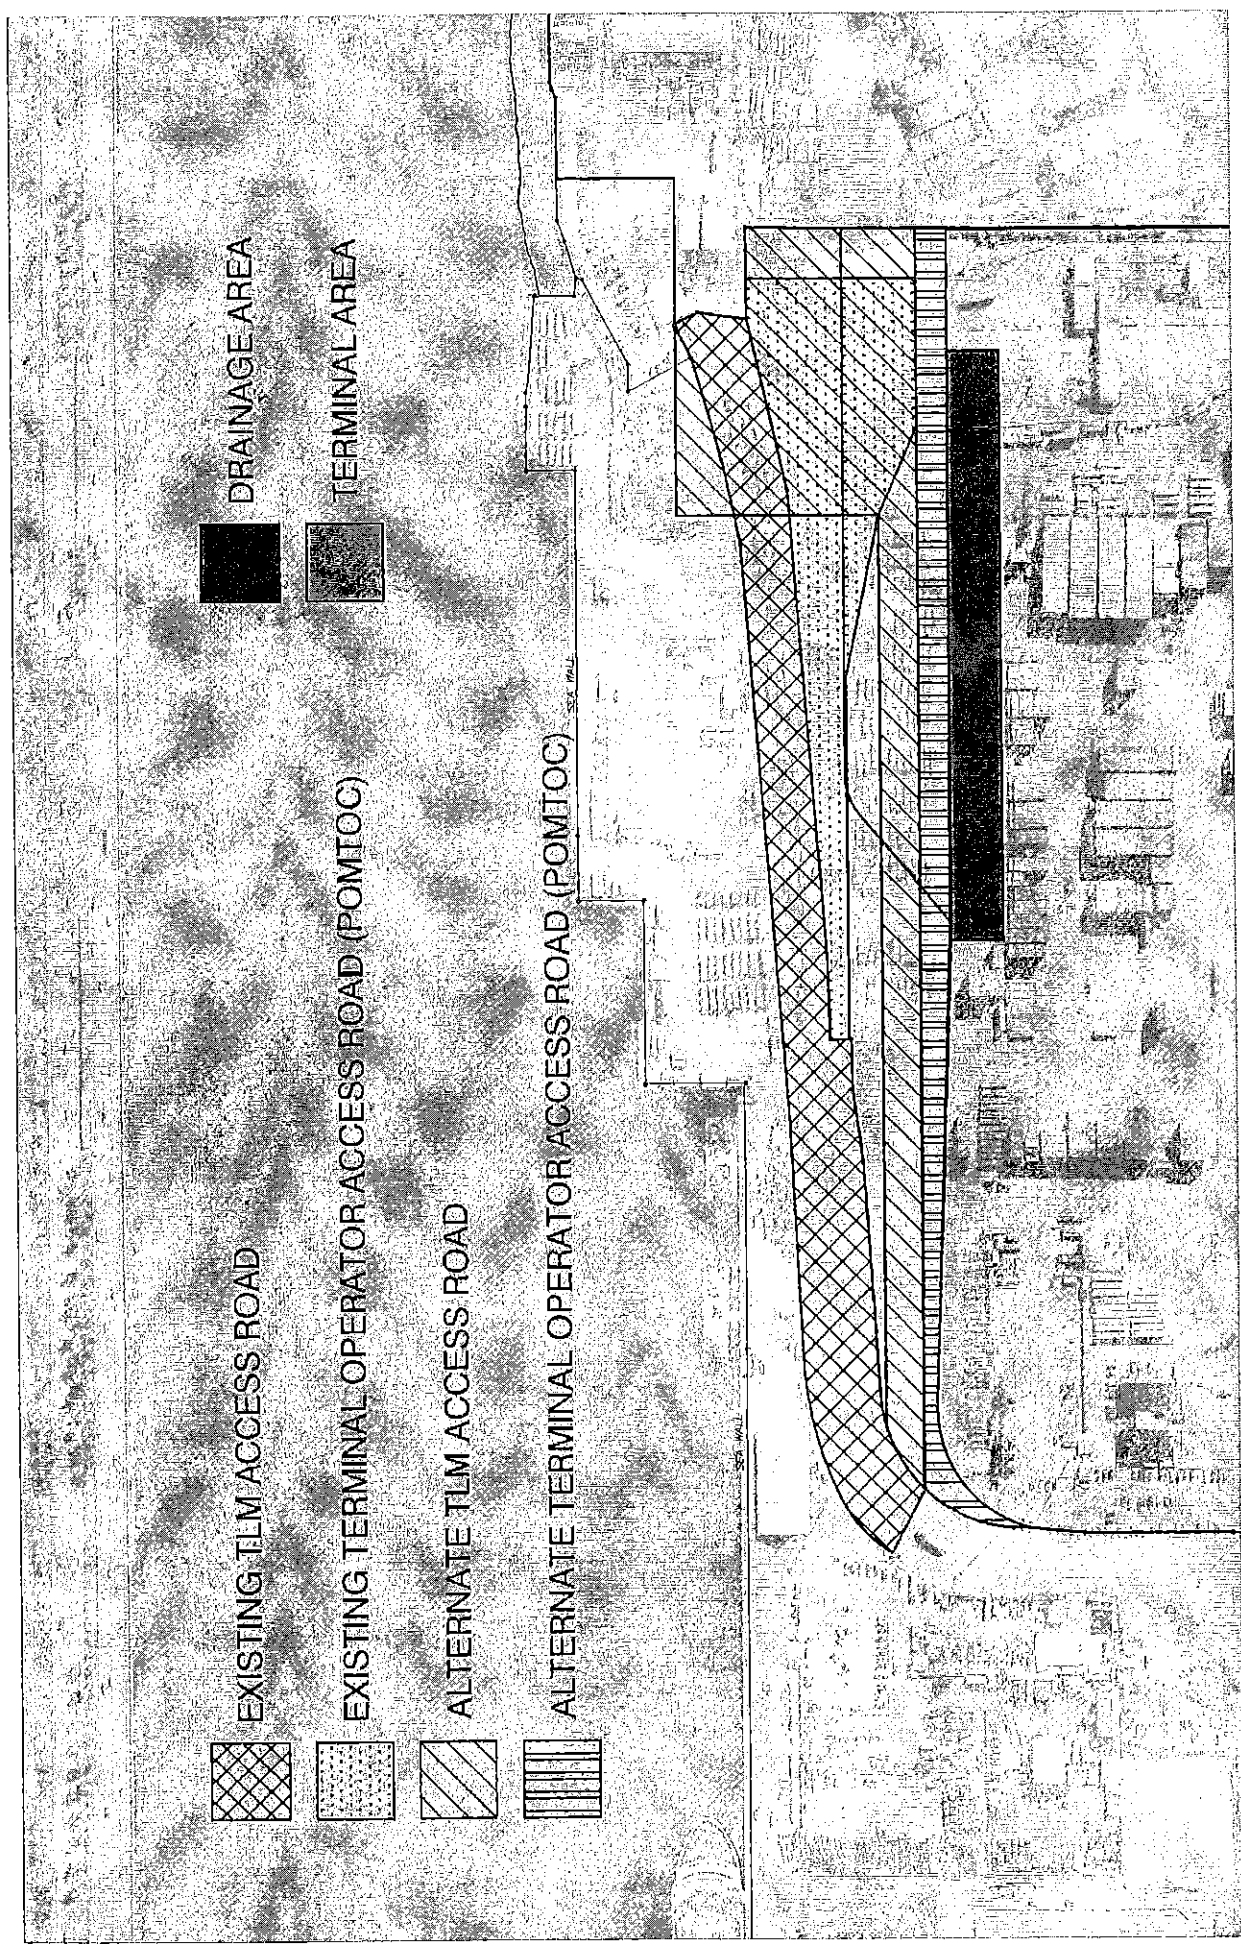 EXISTING TLM ACCESS ROAD
EXISTING TERMINAL OPERATOR ACCESS ROAD (POMTOC)
ALTERNATE TLM ACCESS ROAD
ALTERNATE TERMINAL OPERATOR ACCESS ROAD (POMTOC)
DRAINAGE AREA
TERMINAL AREA
SEA WALL
SEA WALL